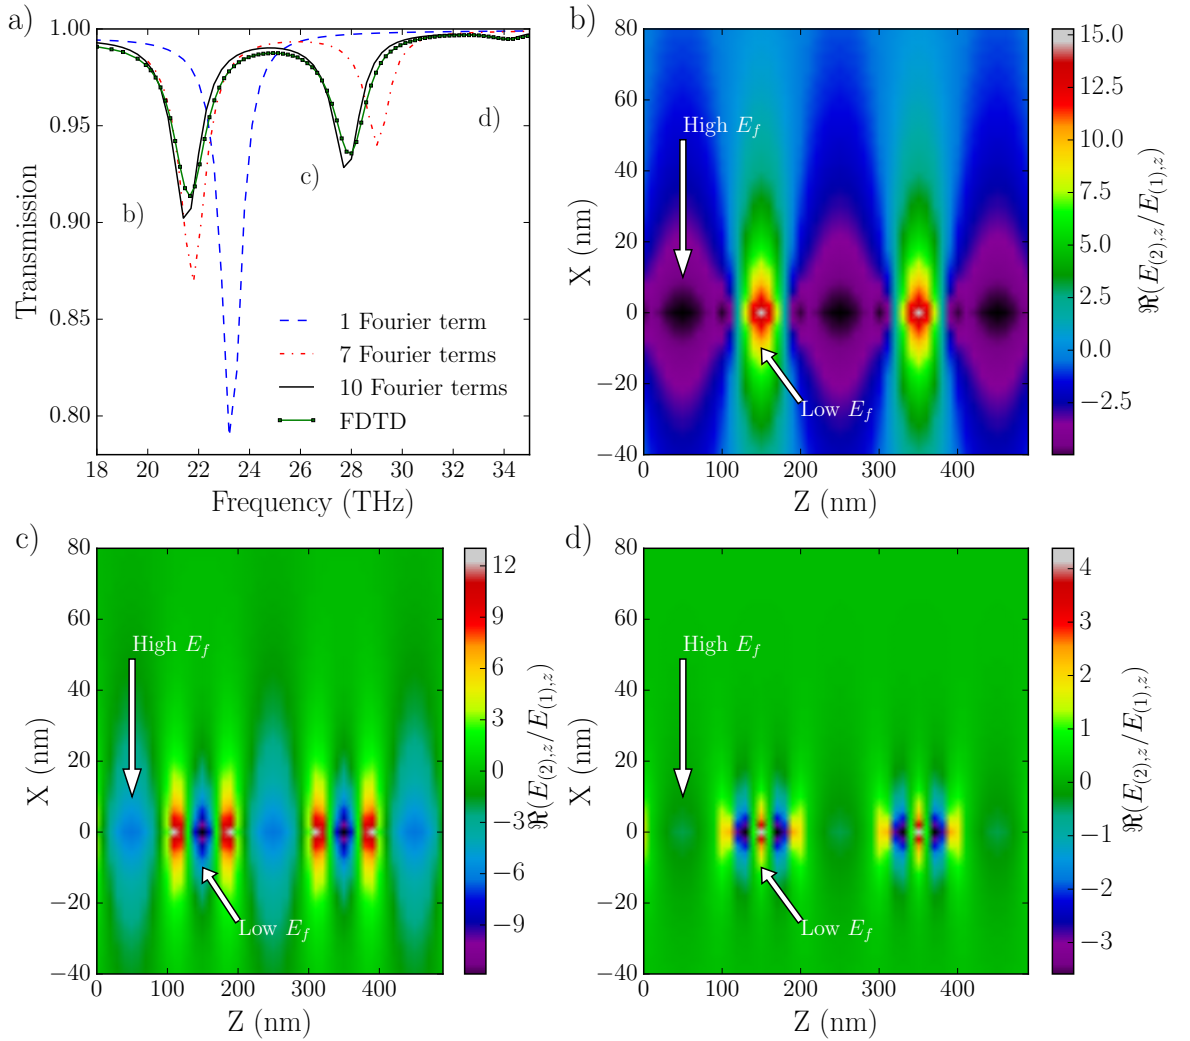 a)
1.00
0.95
0.90
0.85
0.80
Transmission
b)
c)
d)
1 Fourier term
7 Fourier terms
10 Fourier terms
FDTD
18 20 22 24 26 28 30 32 34
Frequency (THz)
b)
80
60
40
20
0
−20
−40
X (nm)
High E_f
Low E_f
0 100 200 300 400
Z (nm)
15.0
12.5
10.0
7.5
5.0
2.5
0.0
−2.5
ℜ(E_{(2),z}/E_{(1),z})
c)
80
60
40
20
0
−20
−40
X (nm)
High E_f
Low E_f
0 100 200 300 400
Z (nm)
12
9
6
3
0
−3
−6
−9
ℜ(E_{(2),z}/E_{(1),z})
d)
80
60
40
20
0
−20
−40
X (nm)
High E_f
Low E_f
0 100 200 300 400
Z (nm)
4
3
2
1
0
−1
−2
−3
ℜ(E_{(2),z}/E_{(1),z})